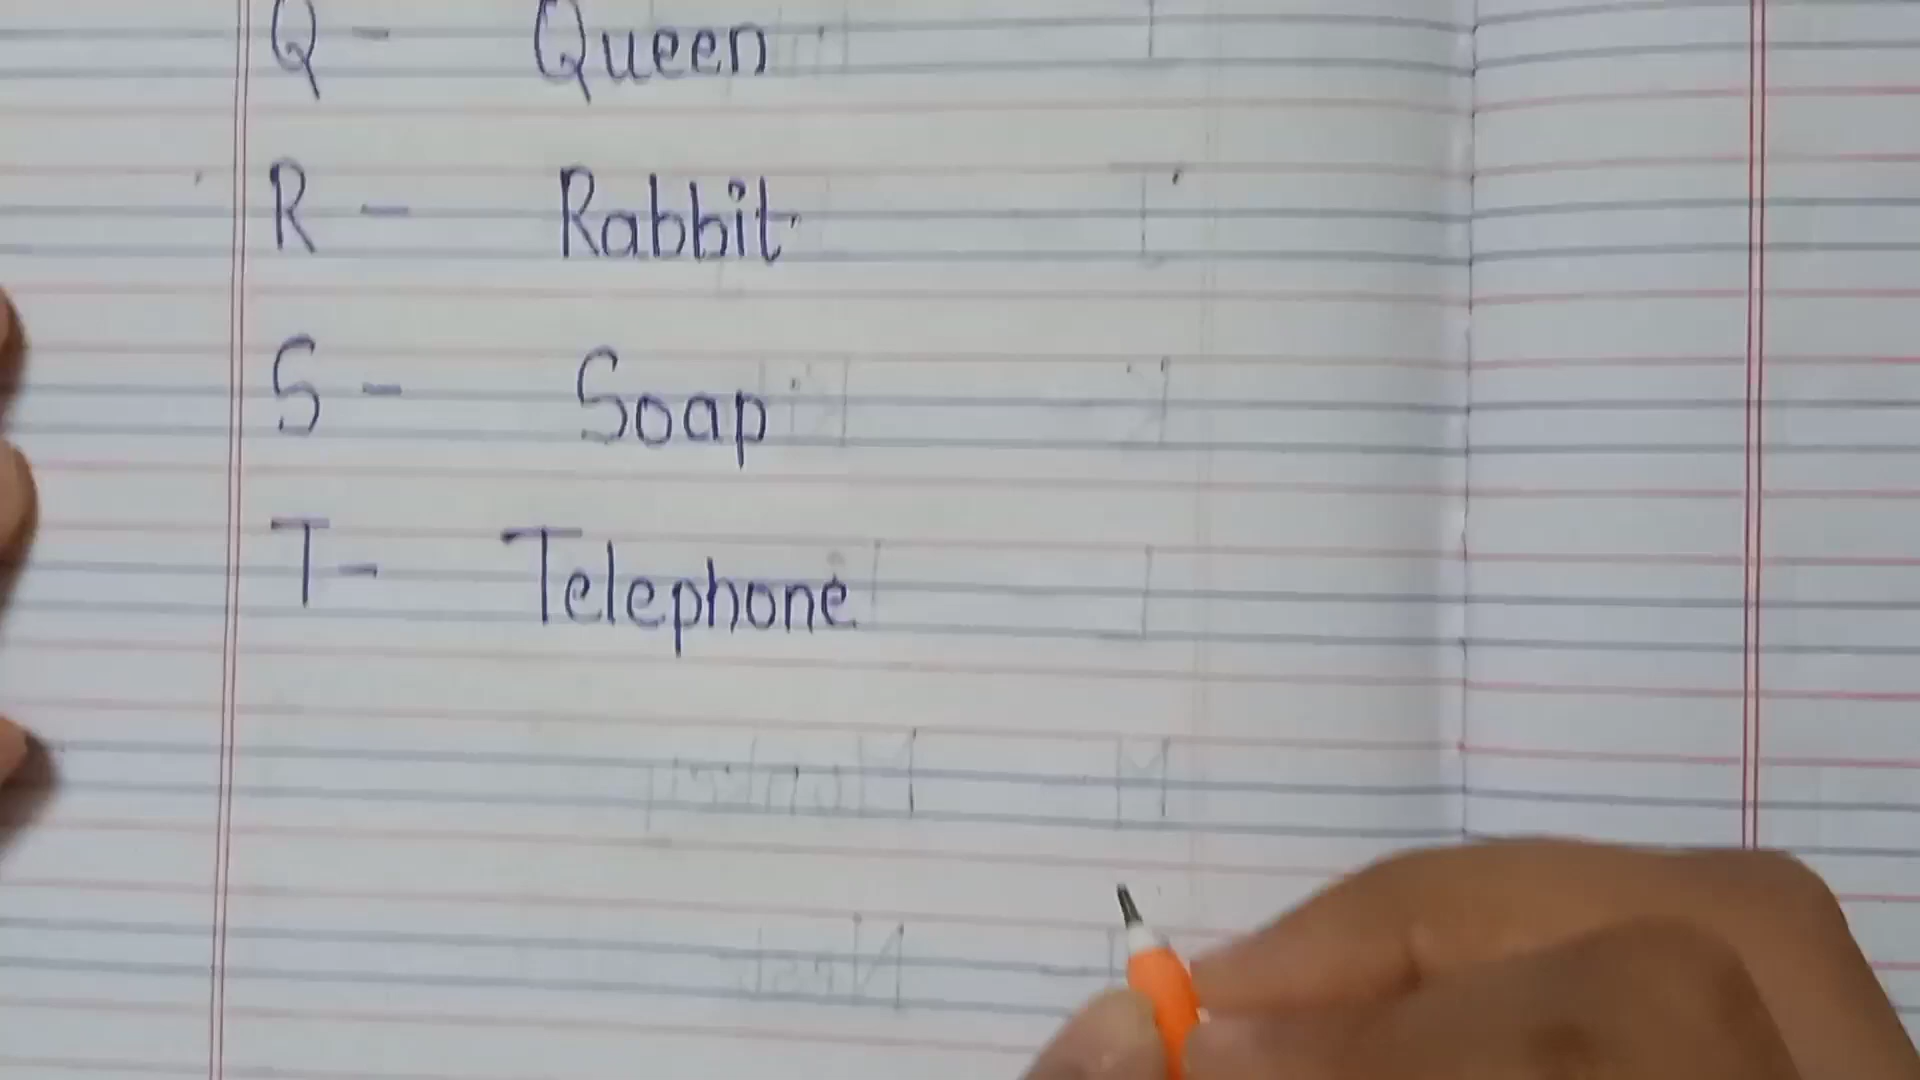 Q - Queen
R - Rabbit
S - Soap
T - Telephone